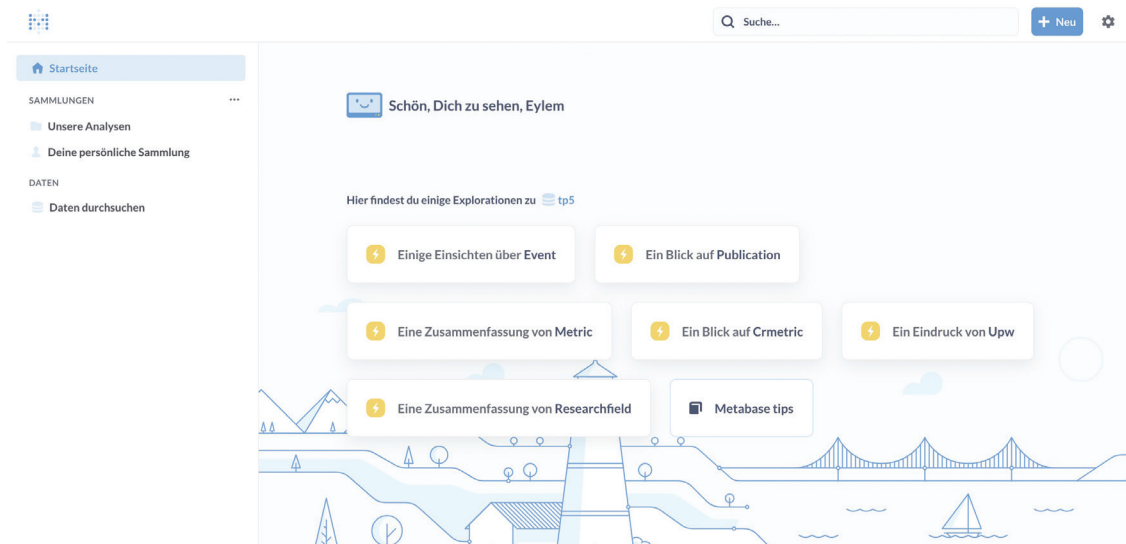 Suche...
+ Neu
Startseite
SAMMLUNGEN ...
Unsere Analysen
Deine persönliche Sammlung
DATEN
Daten durchsuchen
Schön, Dich zu sehen, Eylem
Hier findest du einige Explorationen zu tp5
Einige Einsichten über Event
Ein Blick auf Publication
Eine Zusammenfassung von Metric
Ein Blick auf Crmetric
Ein Eindruck von Upw
Eine Zusammenfassung von Researchfield
Metabase tips